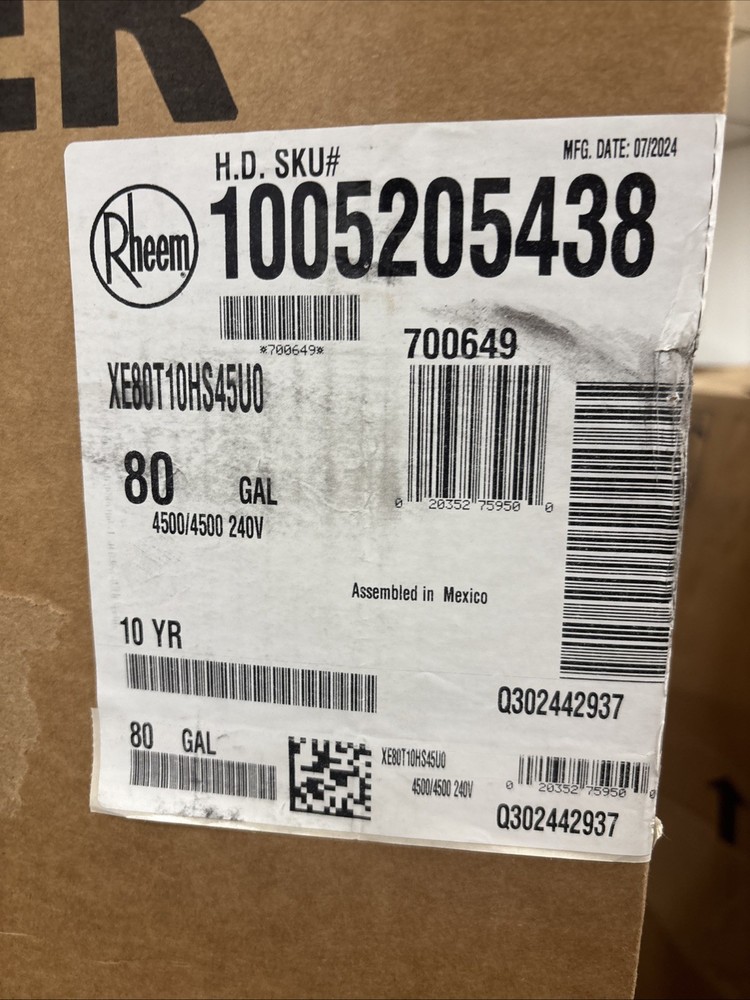 ER
H.D. SKU#
MFG. DATE: 07/2024
Rheem
1005205438
*700649*
700649
XE80T10HS45U0
80 GAL
4500/4500 240V
0 20352 75950 0
Assembled in Mexico
10 YR
Q302442937
80 GAL
XE80T10HS45U0
4500/4500 240V
0 20352 75950 0
Q302442937